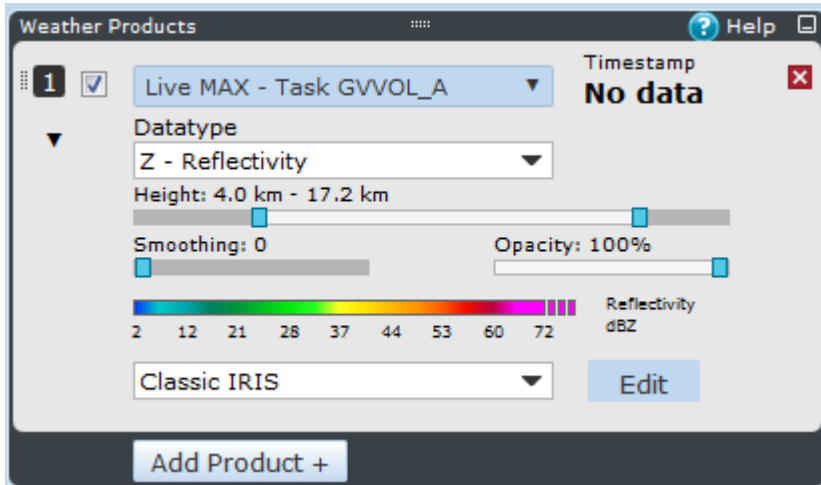 Weather Products
? Help
1
Live MAX - Task GVVOL_A
Timestamp
No data
Datatype
Z - Reflectivity
Height: 4.0 km - 17.2 km
Smoothing: 0
Opacity: 100%
2 12 21 28 37 44 53 60 72
Reflectivity
dBZ
Classic IRIS
Edit
Add Product +